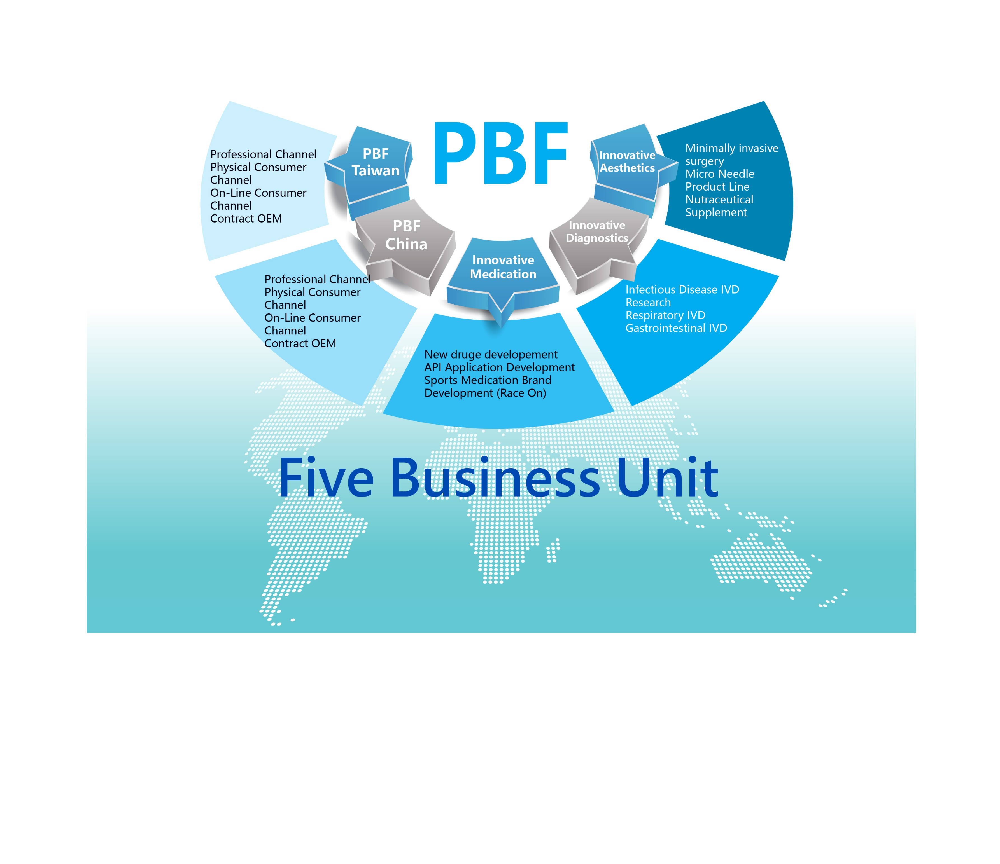 PBF
PBF
Taiwan
Professional Channel
Physical Consumer
Channel
On-Line Consumer
Channel
Contract OEM
PBF
China
Professional Channel
Physical Consumer
Channel
On-Line Consumer
Channel
Contract OEM
Innovative
Medication
New druge developement
API Application Development
Sports Medication Brand
Development (Race On)
Innovative
Diagnostics
Infectious Disease IVD
Research
Respiratory IVD
Gastrointestinal IVD
Innovative
Aesthetics
Minimally invasive
surgery
Micro Needle
Product Line
Nutraceutical
Supplement
Five Business Unit